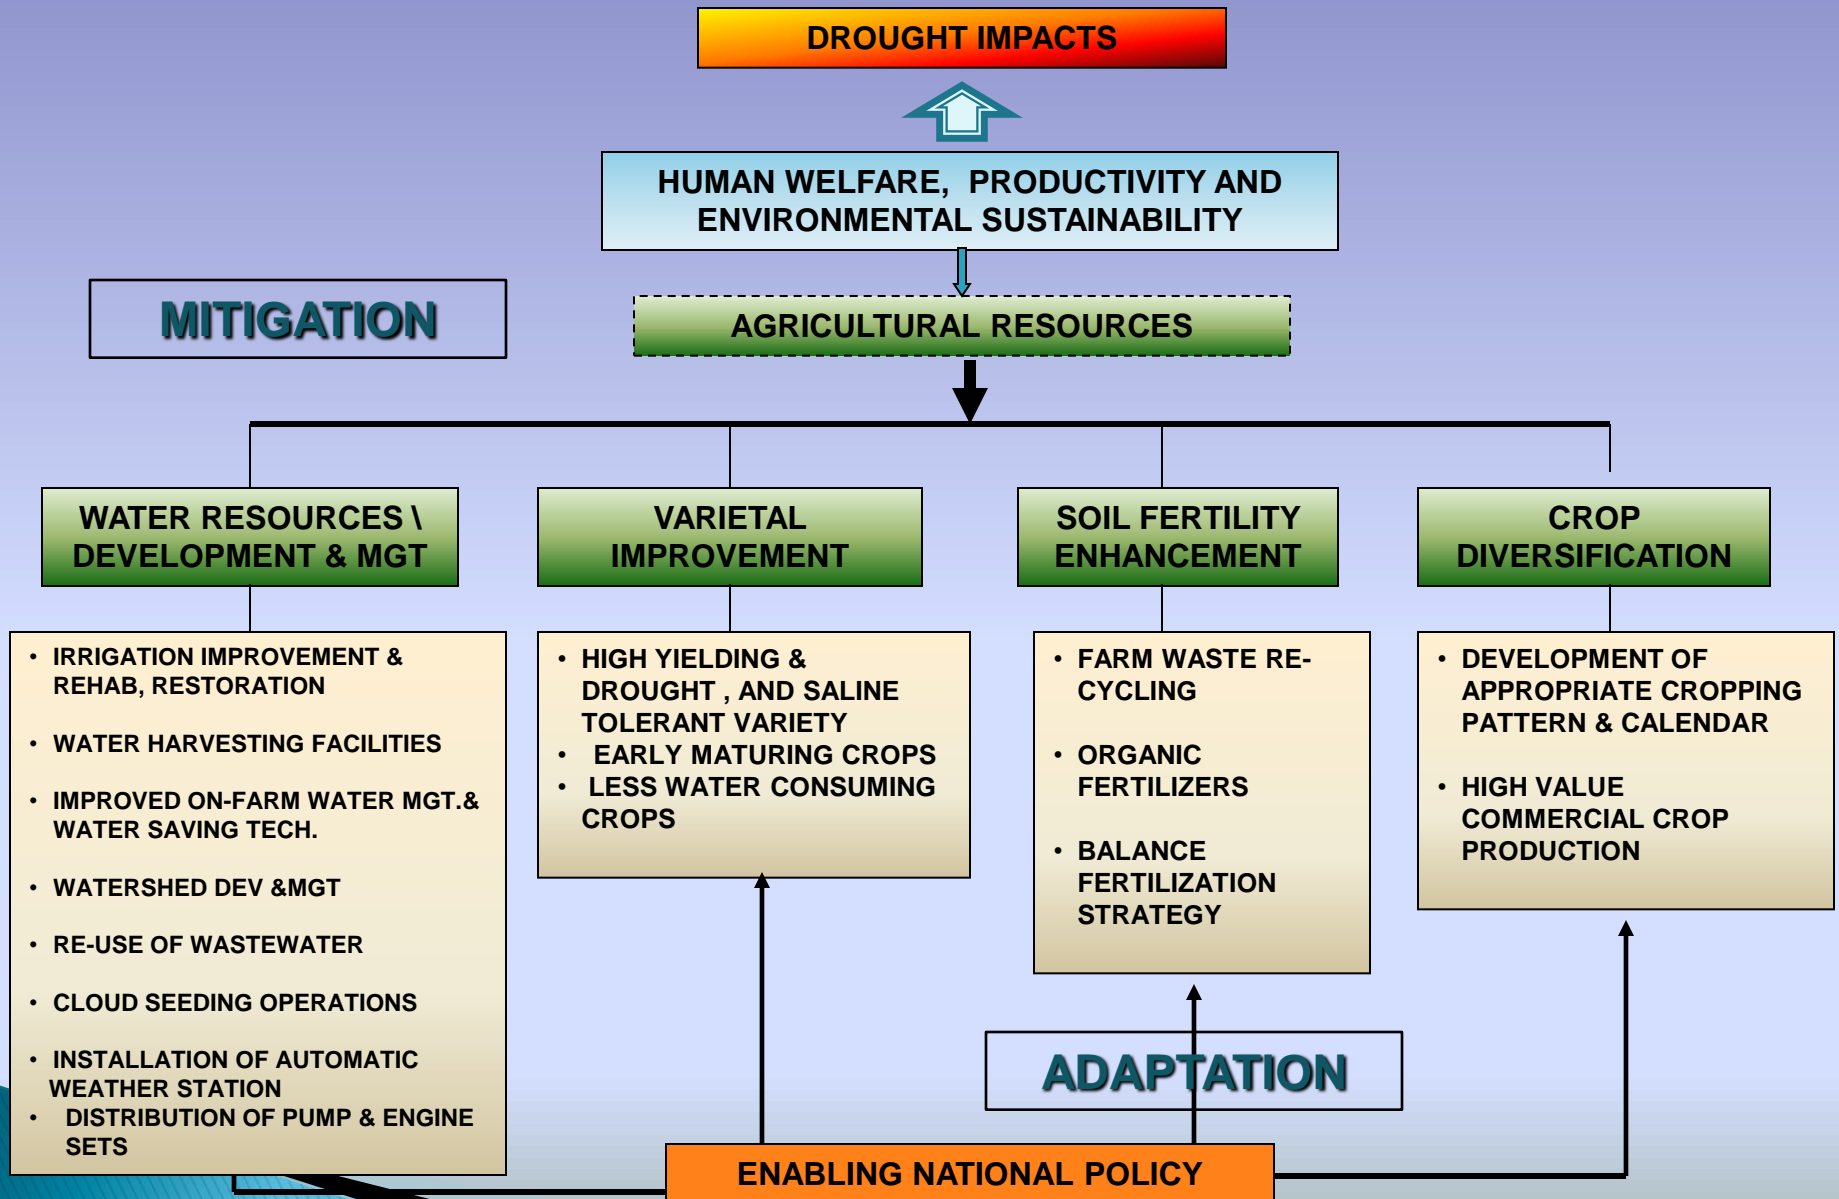 DROUGHT IMPACTS
HUMAN WELFARE, PRODUCTIVITY AND
ENVIRONMENTAL SUSTAINABILITY
MITIGATION
AGRICULTURAL RESOURCES
WATER RESOURCES \
DEVELOPMENT & MGT
VARIETAL
IMPROVEMENT
SOIL FERTILITY
ENHANCEMENT
CROP
DIVERSIFICATION
• IRRIGATION IMPROVEMENT &
REHAB, RESTORATION
• WATER HARVESTING FACILITIES
• IMPROVED ON-FARM WATER MGT.&
WATER SAVING TECH.
• WATERSHED DEV &MGT
• RE-USE OF WASTEWATER
• CLOUD SEEDING OPERATIONS
• INSTALLATION OF AUTOMATIC
WEATHER STATION
• DISTRIBUTION OF PUMP & ENGINE
SETS
• HIGH YIELDING &
DROUGHT , AND SALINE
TOLERANT VARIETY
• EARLY MATURING CROPS
• LESS WATER CONSUMING
CROPS
• FARM WASTE RE-
CYCLING
• ORGANIC
FERTILIZERS
• BALANCE
FERTILIZATION
STRATEGY
• DEVELOPMENT OF
APPROPRIATE CROPPING
PATTERN & CALENDAR
• HIGH VALUE
COMMERCIAL CROP
PRODUCTION
ADAPTATION
ENABLING NATIONAL POLICY